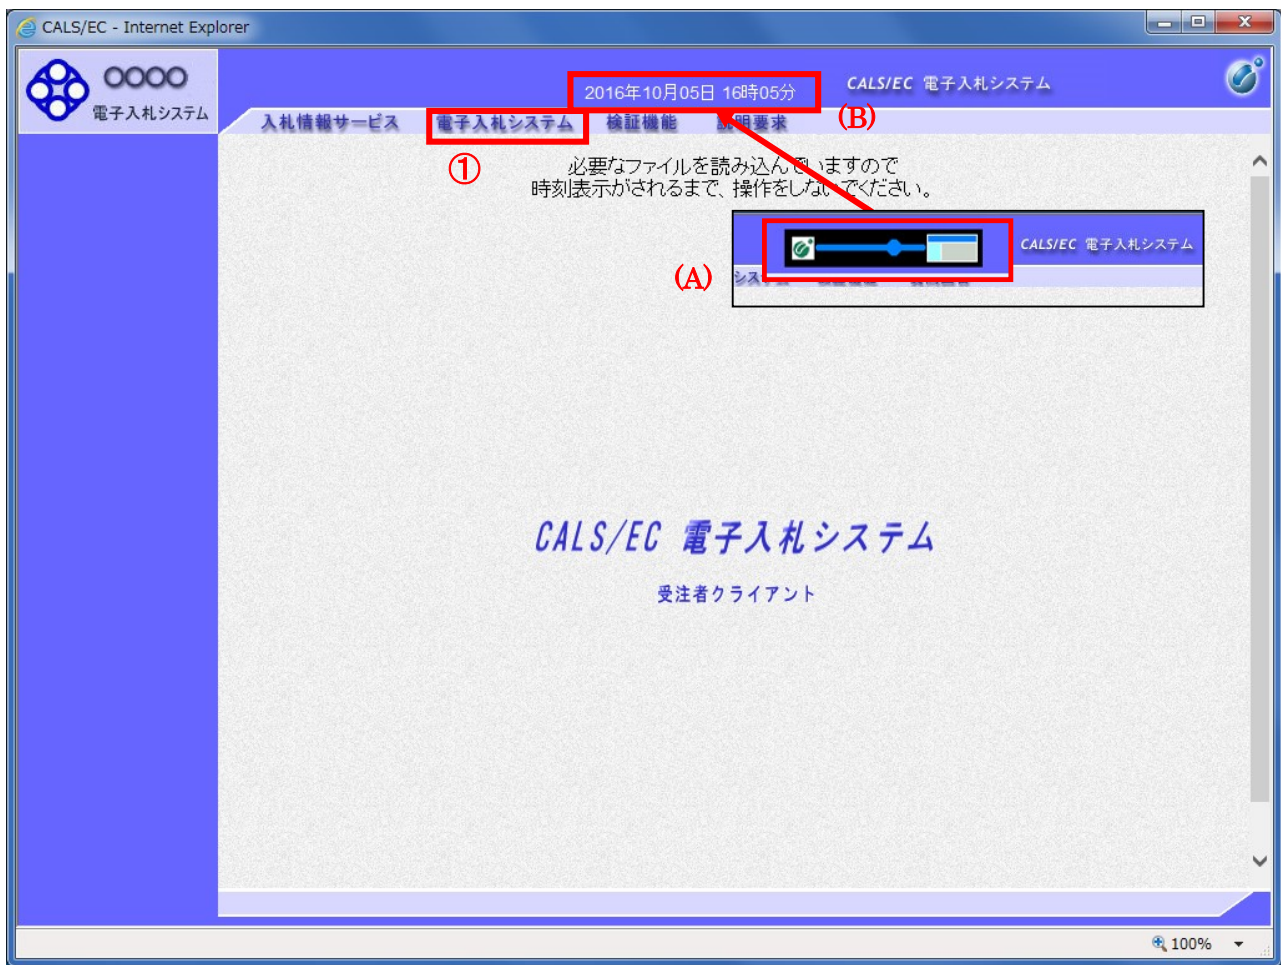 CALS/EC - Internet Explorer
○○○○
電子入札システム
2016年10月05日 16時05分
CALS/EC 電子入札システム
(B)
入札情報サービス
電子入札システム
検証機能
説明要求
①
必要なファイルを読み込んでいますので
時刻表示がされるまで、操作をしないでください。
CALS/EC 電子入札システム
(A)
システム
CALS/EC 電子入札システム
受注者クライアント
100%